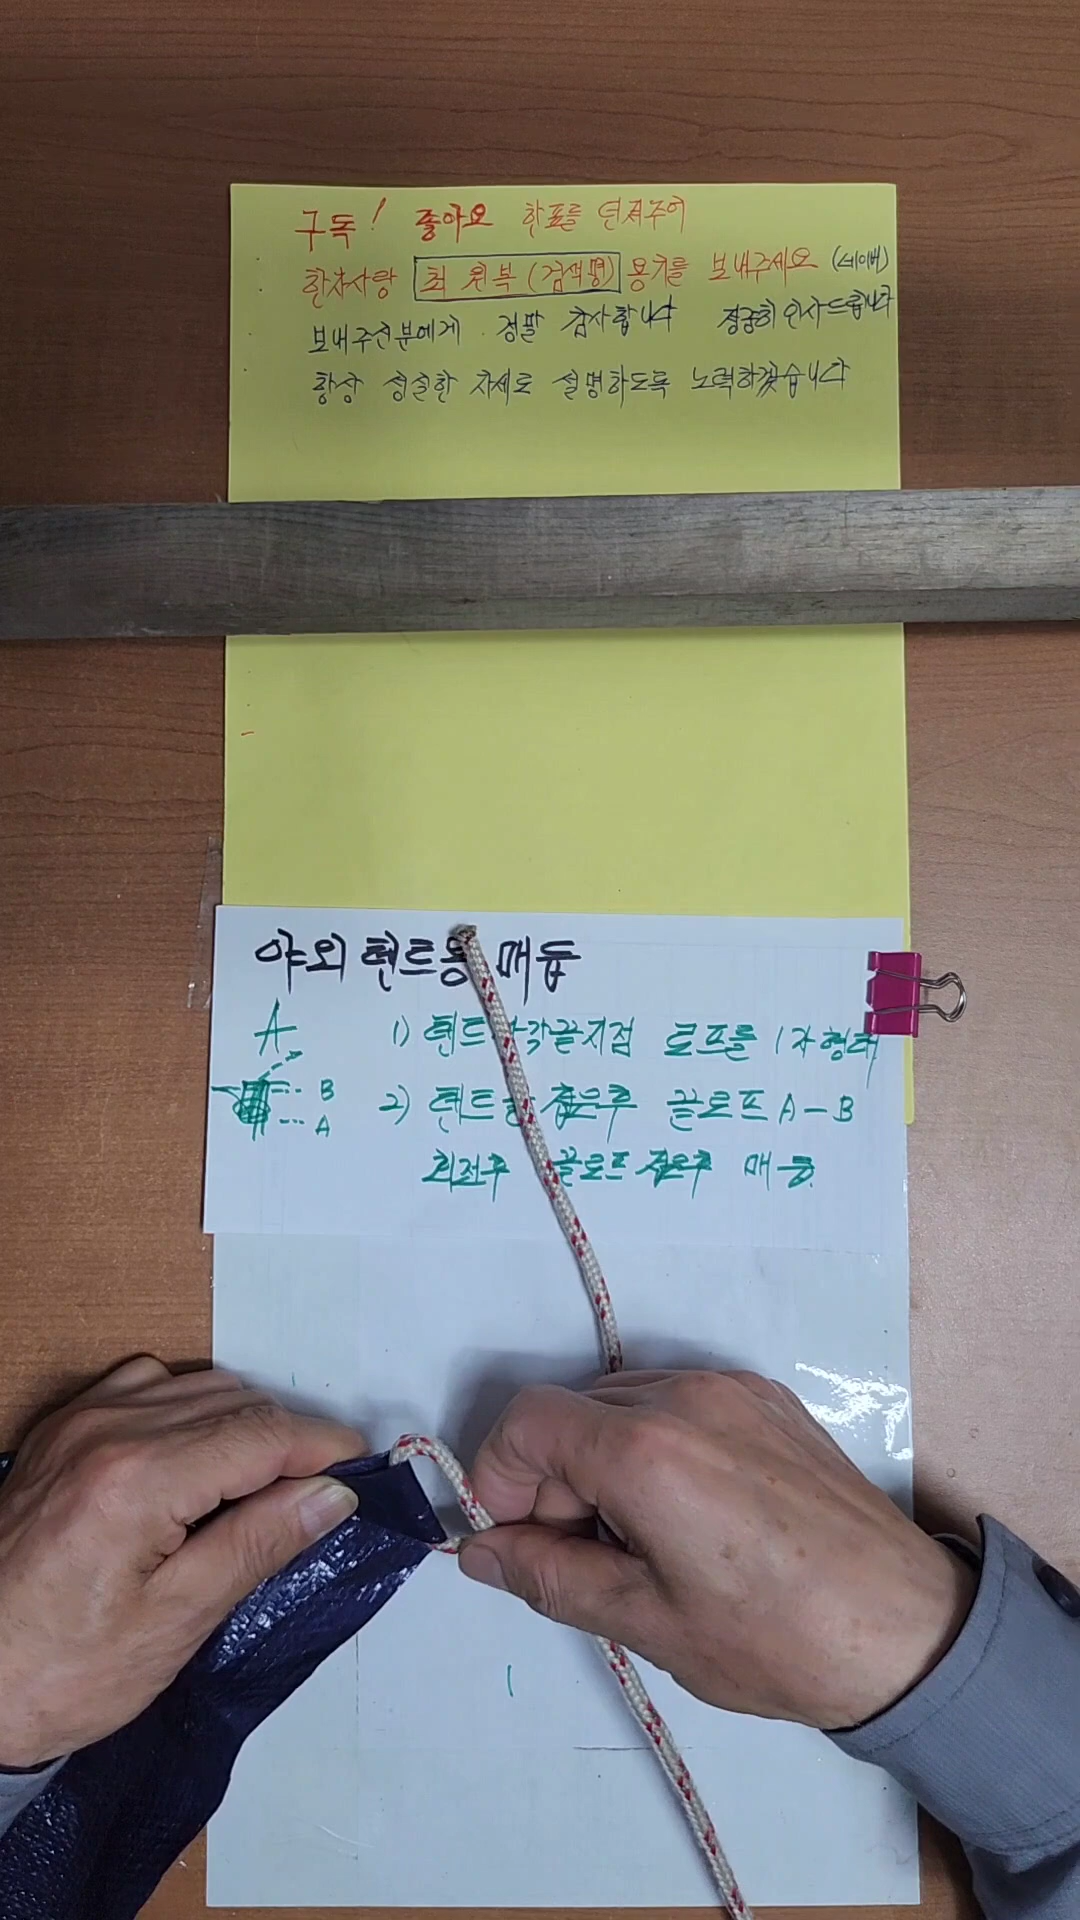 구독! 좋아요 한표를 던져주어
한자사랑 최원복 (검색명) 용기를 보내주세요 (네이버)
보내주신분에게 정말 감사합니다 정중히 인사드립니다
항상 성실한 자세로 설명하도록 노력하겠습니다
야외 텐트 매듭
A
1) 텐트 끝지점 로프를 1자형태
B
2) 텐트 접은후 끝로프 A-B
A
회전후 끝로프 접은후 매듭